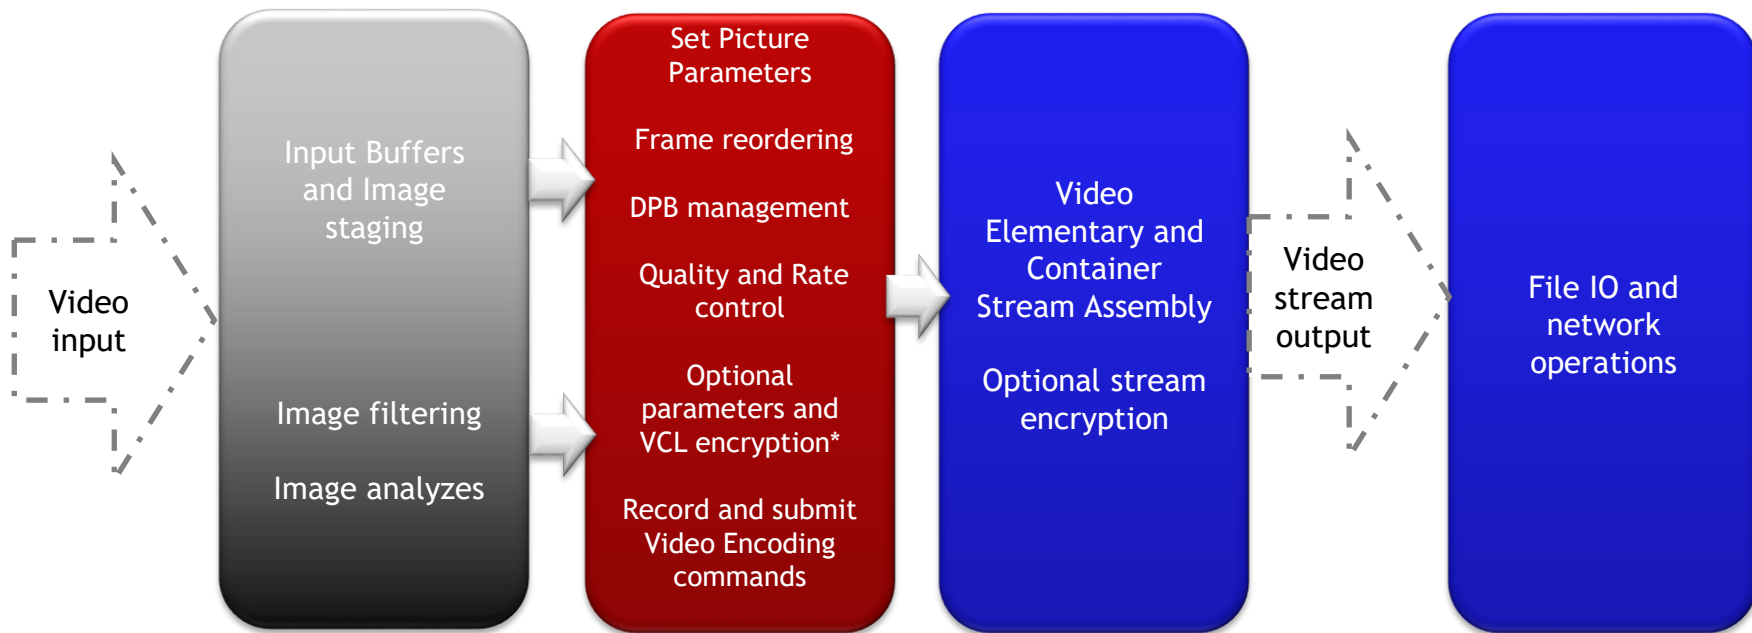 Video
input
Input Buffers
and Image
staging
Image filtering
Image analyzes
Set Picture
Parameters
Frame reordering
DPB management
Quality and Rate
control
Optional
parameters and
VCL encryption*
Record and submit
Video Encoding
commands
Video
Elementary and
Container
Stream Assembly
Optional stream
encryption
Video
stream
output
File IO and
network
operations